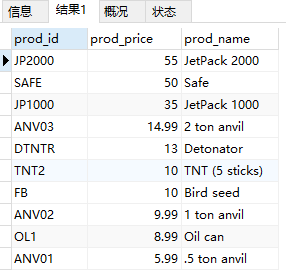 信息 结果1 概况 状态
prod_id prod_price prod_name
JP2000 55 JetPack 2000
SAFE 50 Safe
JP1000 35 JetPack 1000
ANV03 14.99 2 ton anvil
DTNTR 13 Detonator
TNT2 10 TNT (5 sticks)
FB 10 Bird seed
ANV02 9.99 1 ton anvil
OL1 8.99 Oil can
ANV01 5.99 .5 ton anvil